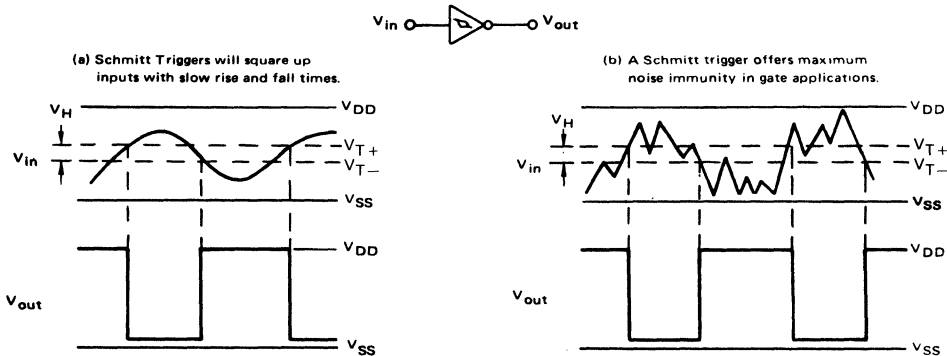 Vin Vout
(a) Schmitt Triggers will square up
inputs with slow rise and fall times.
VH
VDD
Vin
VT+
VT−
VSS
VDD
Vout
VSS
(b) A Schmitt trigger offers maximum
noise immunity in gate applications.
VH
VDD
Vin
VT+
VT−
VSS
VDD
Vout
VSS